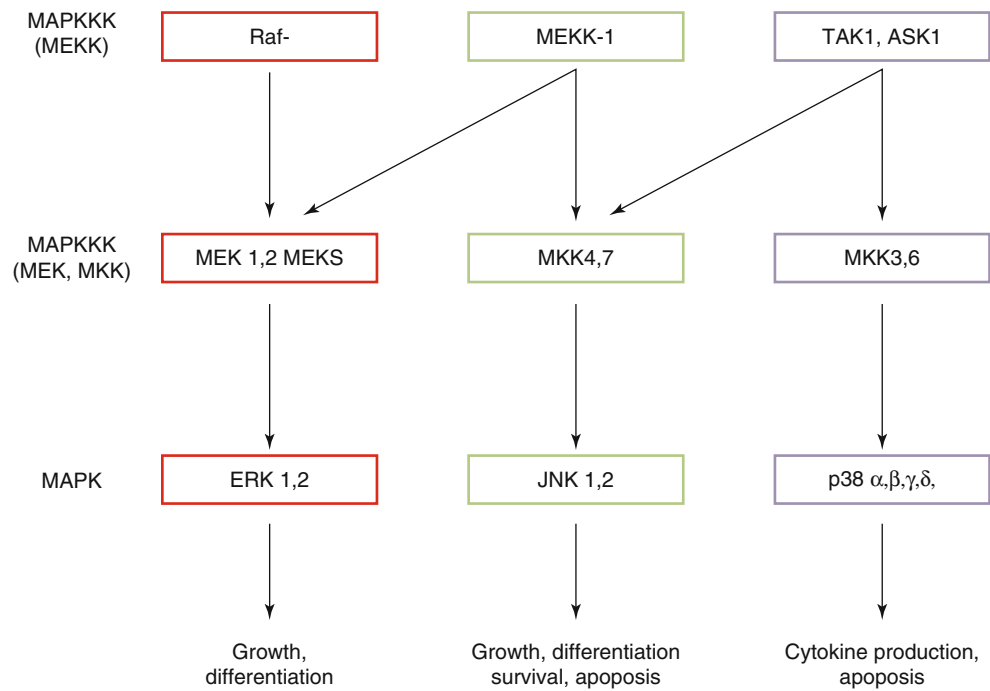 MAPKKK
(MEKK)
Raf-
MEKK-1
TAK1, ASK1
MAPKKK
(MEK, MKK)
MEK 1,2 MEKS
MKK4,7
MKK3,6
MAPK
ERK 1,2
JNK 1,2
p38 α,β,γ,δ,
Growth,
differentiation
Growth, differentiation
survival, apoposis
Cytokine production,
apoposis